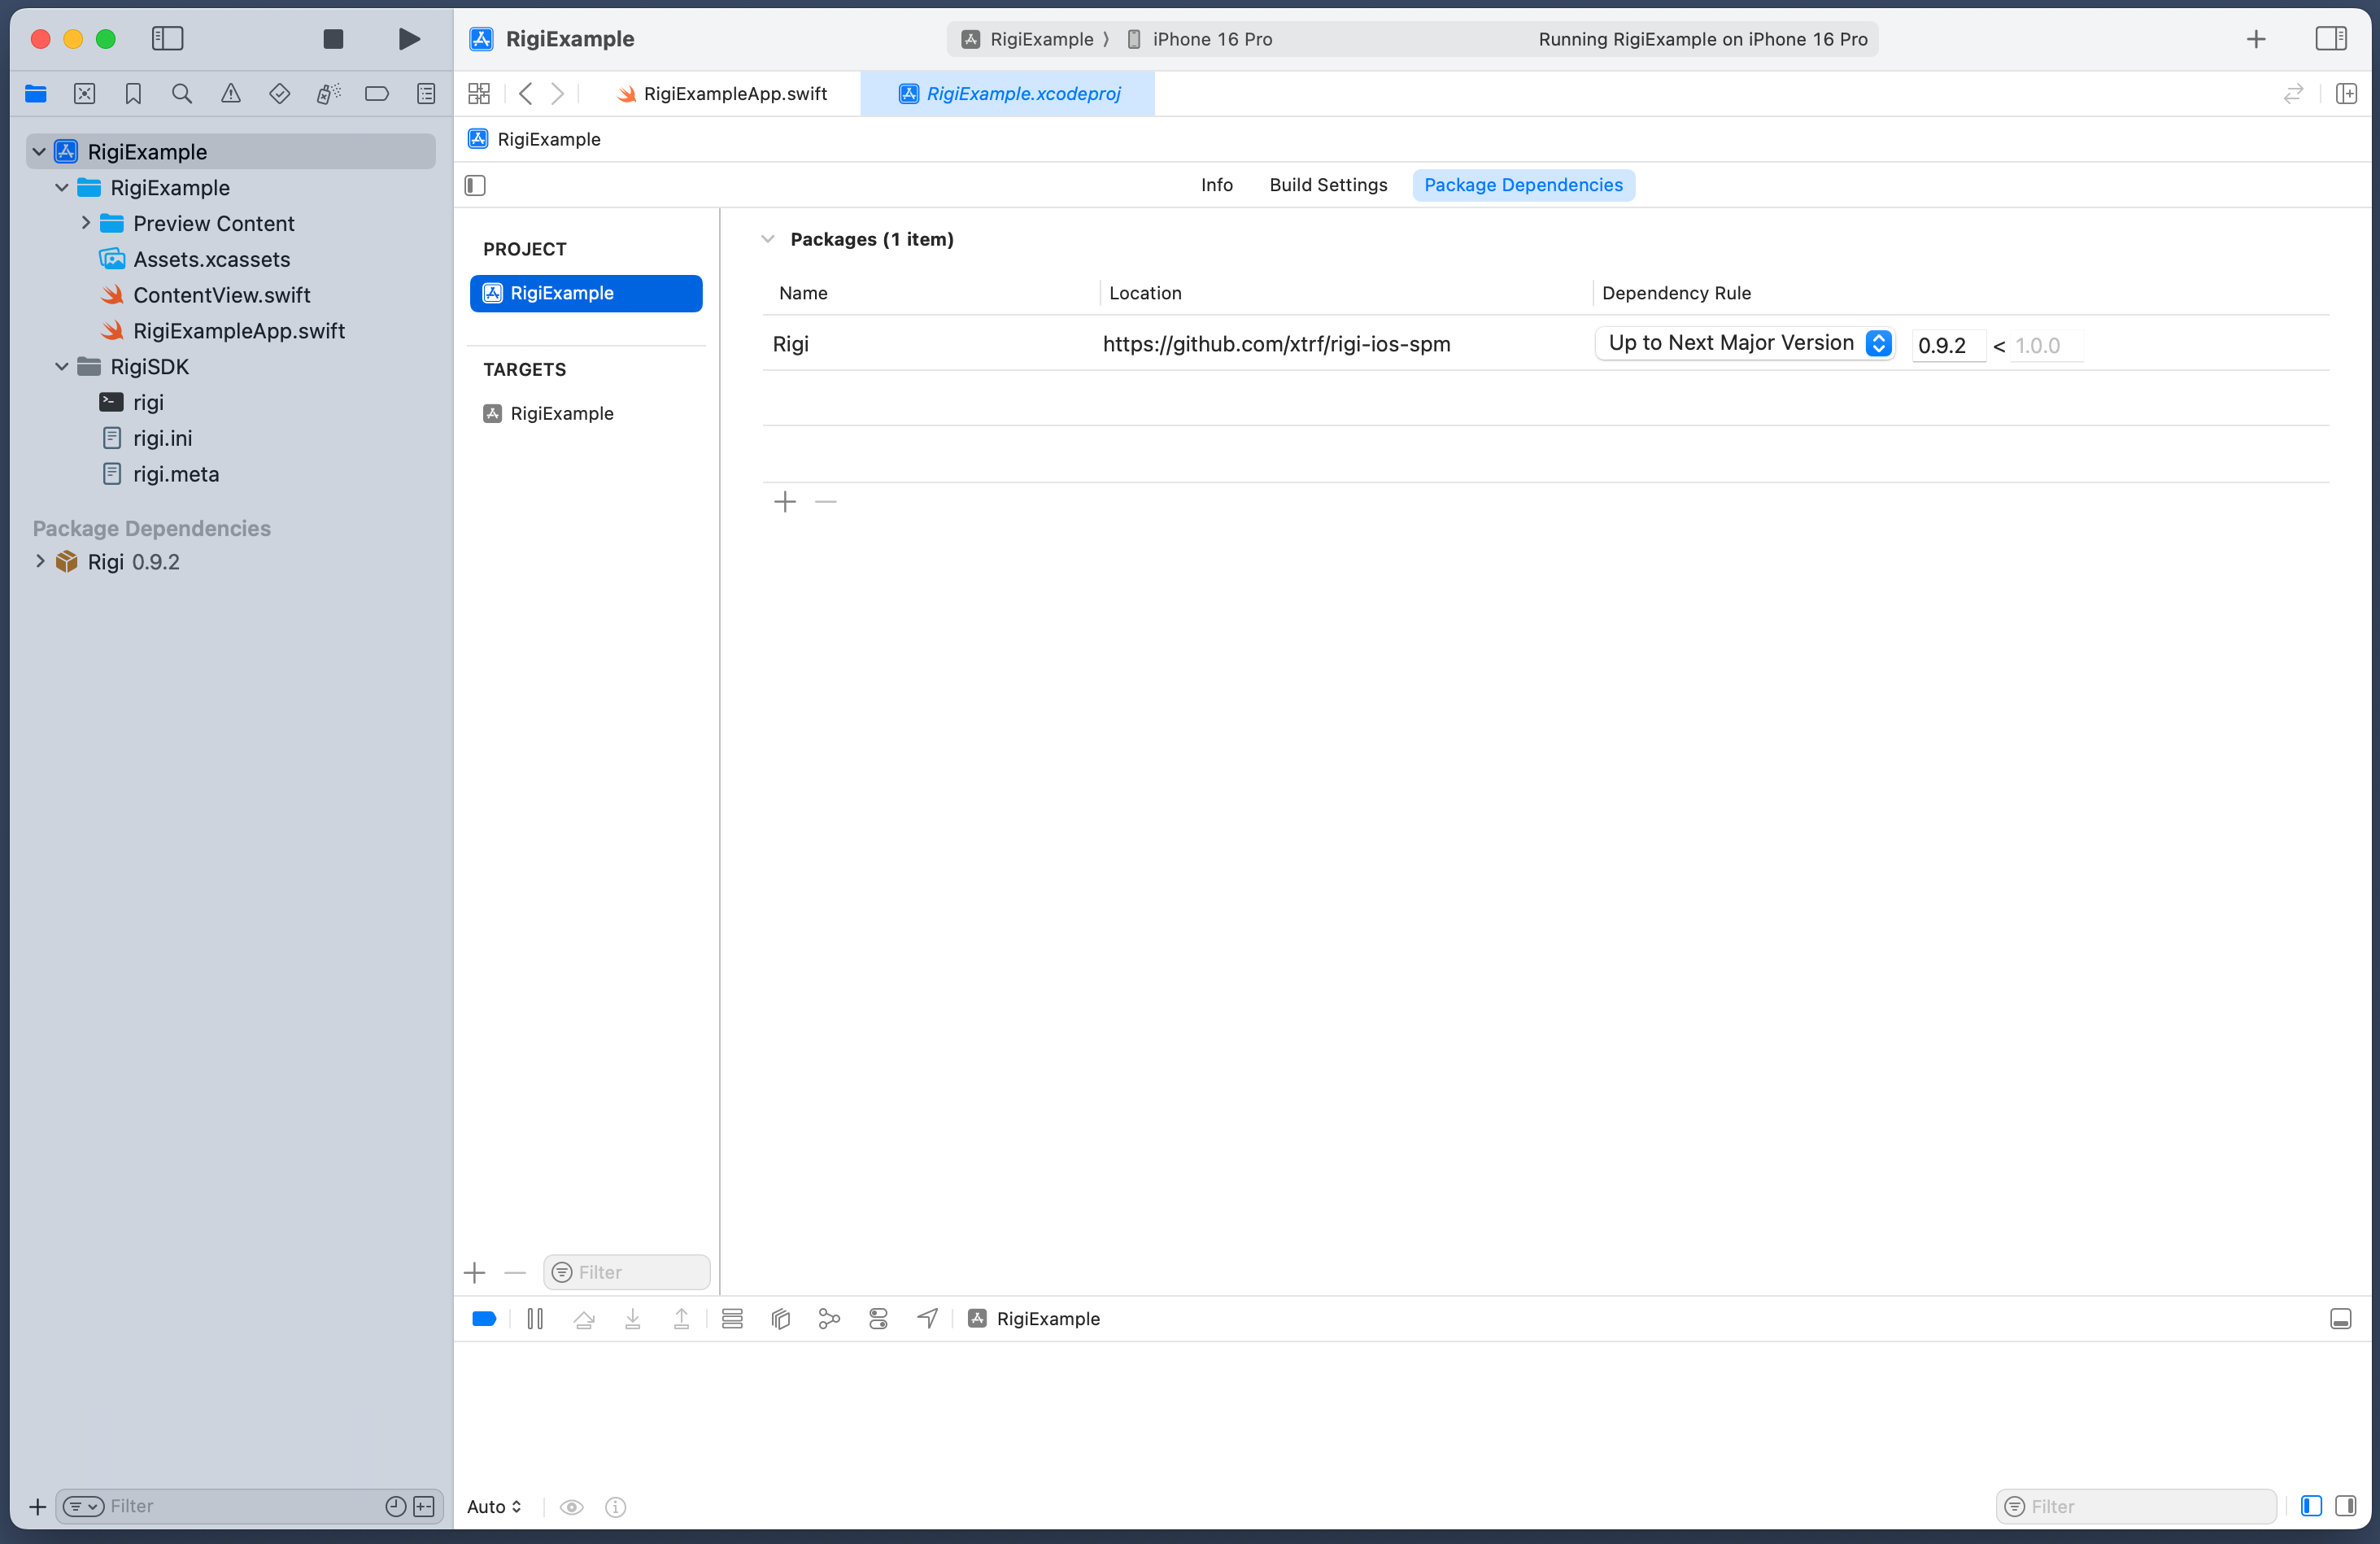 RigiExample
RigiExample
iPhone 16 Pro
Running RigiExample on iPhone 16 Pro
RigiExampleApp.swift
RigiExample.xcodeproj
RigiExample
RigiExample
RigiExample
Preview Content
Assets.xcassets
ContentView.swift
RigiExampleApp.swift
RigiSDK
rigi
rigi.ini
rigi.meta
Package Dependencies
Rigi 0.9.2
Filter
Info
Build Settings
Package Dependencies
PROJECT
RigiExample
TARGETS
RigiExample
Filter
Packages (1 item)
Name
Location
Dependency Rule
Rigi
https://github.com/xtrf/rigi-ios-spm
Up to Next Major Version
0.9.2 < 1.0.0
RigiExample
Auto
Filter